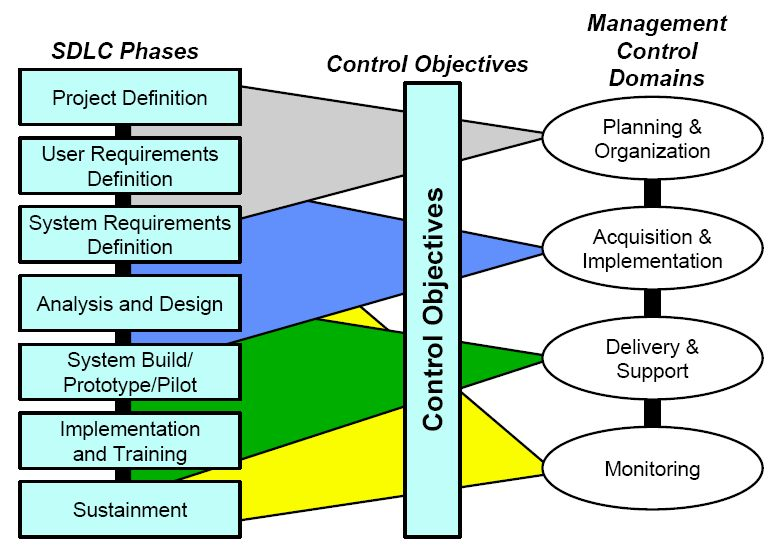 SDLC Phases
Project Definition
User Requirements
Definition
System Requirements
Definition
Analysis and Design
System Build/
Prototype/Pilot
Implementation
and Training
Sustainment
Control Objectives
Control Objectives
Management
Control
Domains
Planning &
Organization
Acquisition &
Implementation
Delivery &
Support
Monitoring